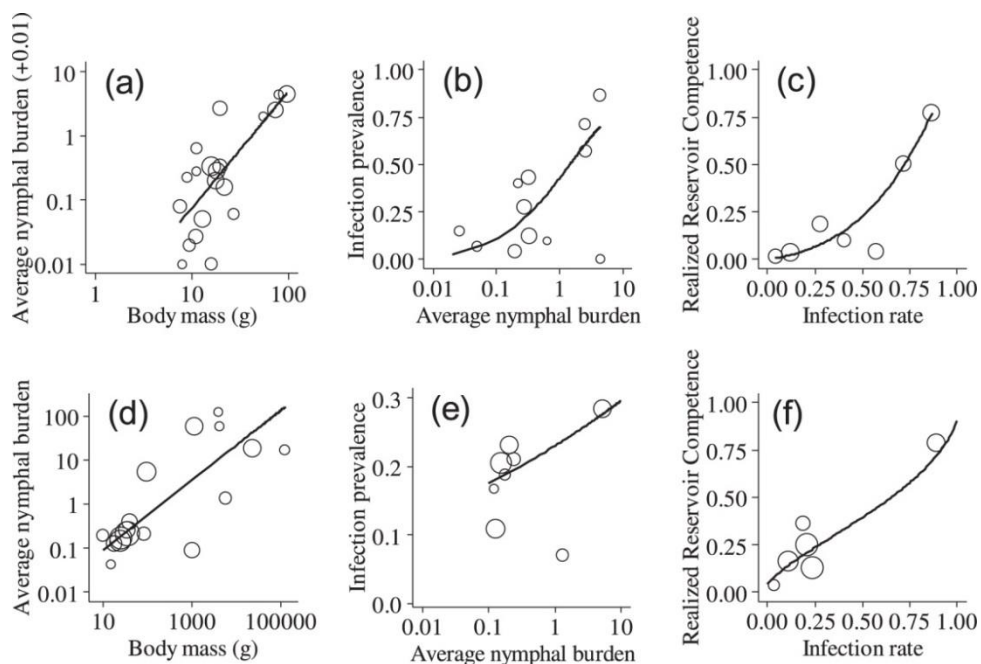 (a)
Average nymphal burden (+0.01)
10
1
0.1
0.01
1
10
100
Body mass (g)
(b)
Infection prevalence
1.00
0.75
0.50
0.25
0.00
0.01
0.1
1
10
Average nymphal burden
(c)
Realized Reservoir Competence
1.00
0.75
0.50
0.25
0.00
0.00
0.25
0.50
0.75
1.00
Infection rate
(d)
Average nymphal burden
100
10
1
0.1
0.01
10
1000
100000
Body mass (g)
(e)
Infection prevalence
0.3
0.2
0.1
0.0
0.01
0.1
1
10
Average nymphal burden
(f)
Realized Reservoir Competence
1.00
0.75
0.50
0.25
0.00
0.00
0.25
0.50
0.75
1.00
Infection rate